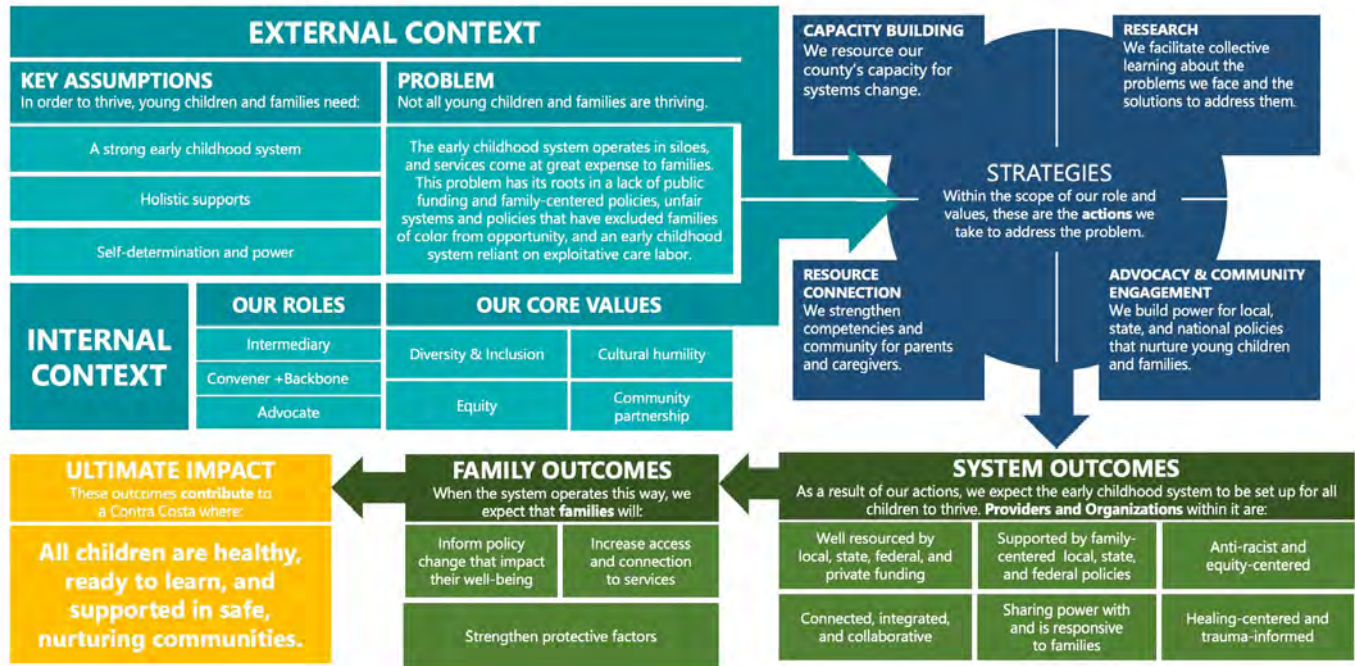 EXTERNAL CONTEXT
KEY ASSUMPTIONS
In order to thrive, young children and families need:
A strong early childhood system
Holistic supports
Self-determination and power
PROBLEM
Not all young children and families are thriving.
The early childhood system operates in siloes,
and services come at great expense to families.
This problem has its roots in a lack of public
funding and family-centered policies, unfair
systems and policies that have excluded families
of color from opportunity, and an early childhood
system reliant on exploitative care labor.
INTERNAL
CONTEXT
OUR ROLES
Intermediary
Convener +Backbone
Advocate
OUR CORE VALUES
Diversity & Inclusion
Cultural humility
Equity
Community
partnership
CAPACITY BUILDING
We resource our
county's capacity for
systems change.
RESEARCH
We facilitate collective
learning about the
problems we face and the
solutions to address them.
STRATEGIES
Within the scope of our role and
values, these are the actions we
take to address the problem.
RESOURCE
CONNECTION
We strengthen
competencies and
community for parents
and caregivers.
ADVOCACY & COMMUNITY
ENGAGEMENT
We build power for local,
state, and national policies
that nurture young children
and families.
SYSTEM OUTCOMES
As a result of our actions, we expect the early childhood system to be set up for all
children to thrive. Providers and Organizations within it are:
Well resourced by
local, state, federal, and
private funding
Supported by family-
centered local, state,
and federal policies
Anti-racist and
equity-centered
Connected, integrated,
and collaborative
Sharing power with
and is responsive
to families
Healing-centered and
trauma-informed
FAMILY OUTCOMES
When the system operates this way, we
expect that families will:
Inform policy
change that impact
their well-being
Increase access
and connection
to services
Strengthen protective factors
ULTIMATE IMPACT
These outcomes contribute to
a Contra Costa where:
All children are healthy,
ready to learn, and
supported in safe,
nurturing communities.